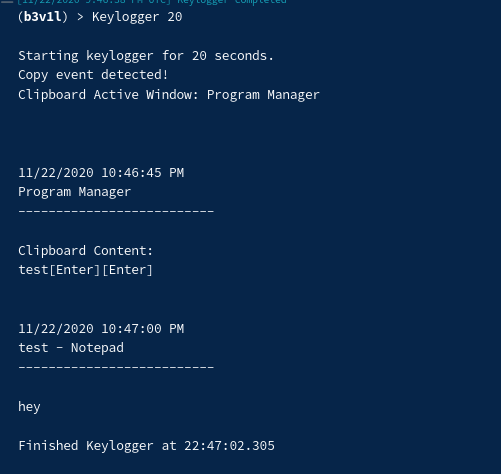 [11/22/2020 9:46:38 PM UTC] Keylogger completed
(b3v1l) > Keylogger 20
Starting keylogger for 20 seconds.
Copy event detected!
Clipboard Active Window: Program Manager
11/22/2020 10:46:45 PM
Program Manager
--------------------------
Clipboard Content:
test[Enter][Enter]
11/22/2020 10:47:00 PM
test - Notepad
--------------------------
hey
Finished Keylogger at 22:47:02.305